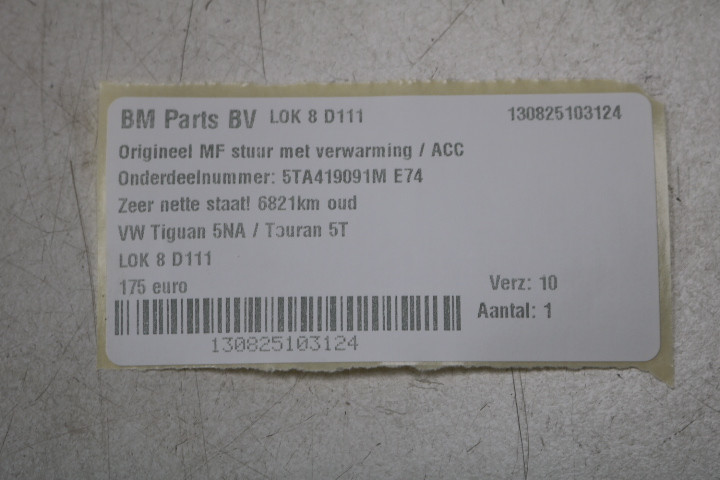 BM Parts BV LOK 8 D111 130825103124
Origineel MF stuur met verwarming / ACC
Onderdeelnummer: 5TA419091M E74
Zeer nette staat! 6821km oud
VW Tiguan 5NA / Touran 5T
LOK 8 D111
175 euro Verz: 10
Aantal: 1
130825103124